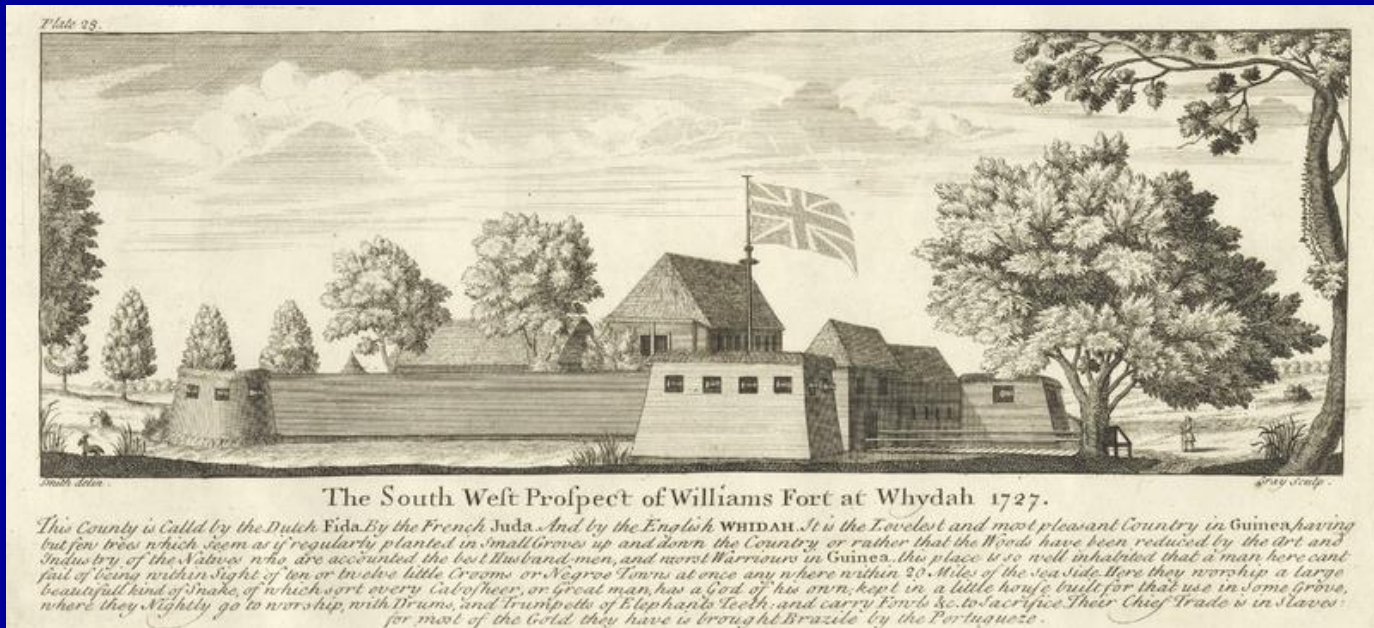 Plate 28.
Smith delin.
Gray Sculp.
The South West Prospect of Williams Fort at Whydah 1727.
This County is Calld by the Dutch Fida. By the French Juda. And by the English WHIDAH. It is the Levelest and most pleasant Country in Guinea, having
but few trees which seem as if regularly planted in Small Groves up and down the Country or rather that the Woods have been reduced by the Art and
Industry of the Natives who are accounted the best Husband-men, and worst Warriours in Guinea. this place is so well inhabited that a man here cant
fail of being within Sight of ten or twelve little Crooms or Negroe Towns at once any where within 20 Miles of the Sea Side. Here they worship a large
beautifull kind of Snake, of which sort every Cabosheer, or Great man, has a God of his own, kept in a little house built for that use in Some Grove,
where they Nightly go to worship, with Drums, and Trumpetts of Elephants Teeth: and carry Fowls &c. to Sacrifice. Their Chief Trade is in Slaves:
for most of the Gold they have is brought Brazile by the Portugueze.